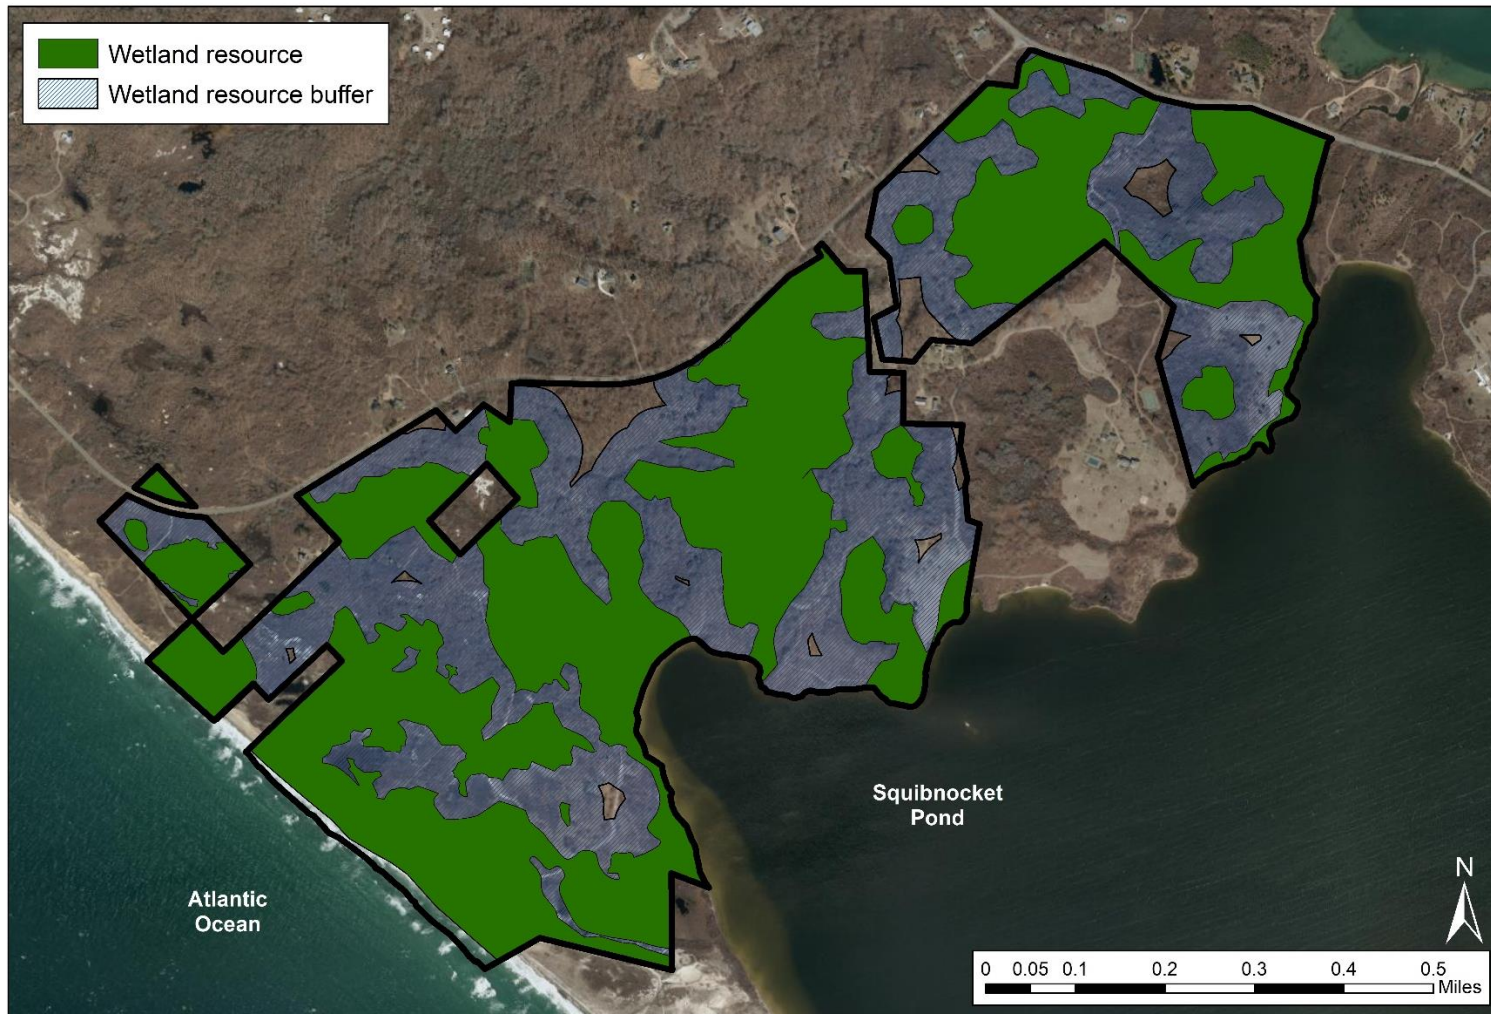 Wetland resource
Wetland resource buffer
Squibnocket
Pond
Atlantic
Ocean
N
0 0.05 0.1 0.2 0.3 0.4 0.5
Miles